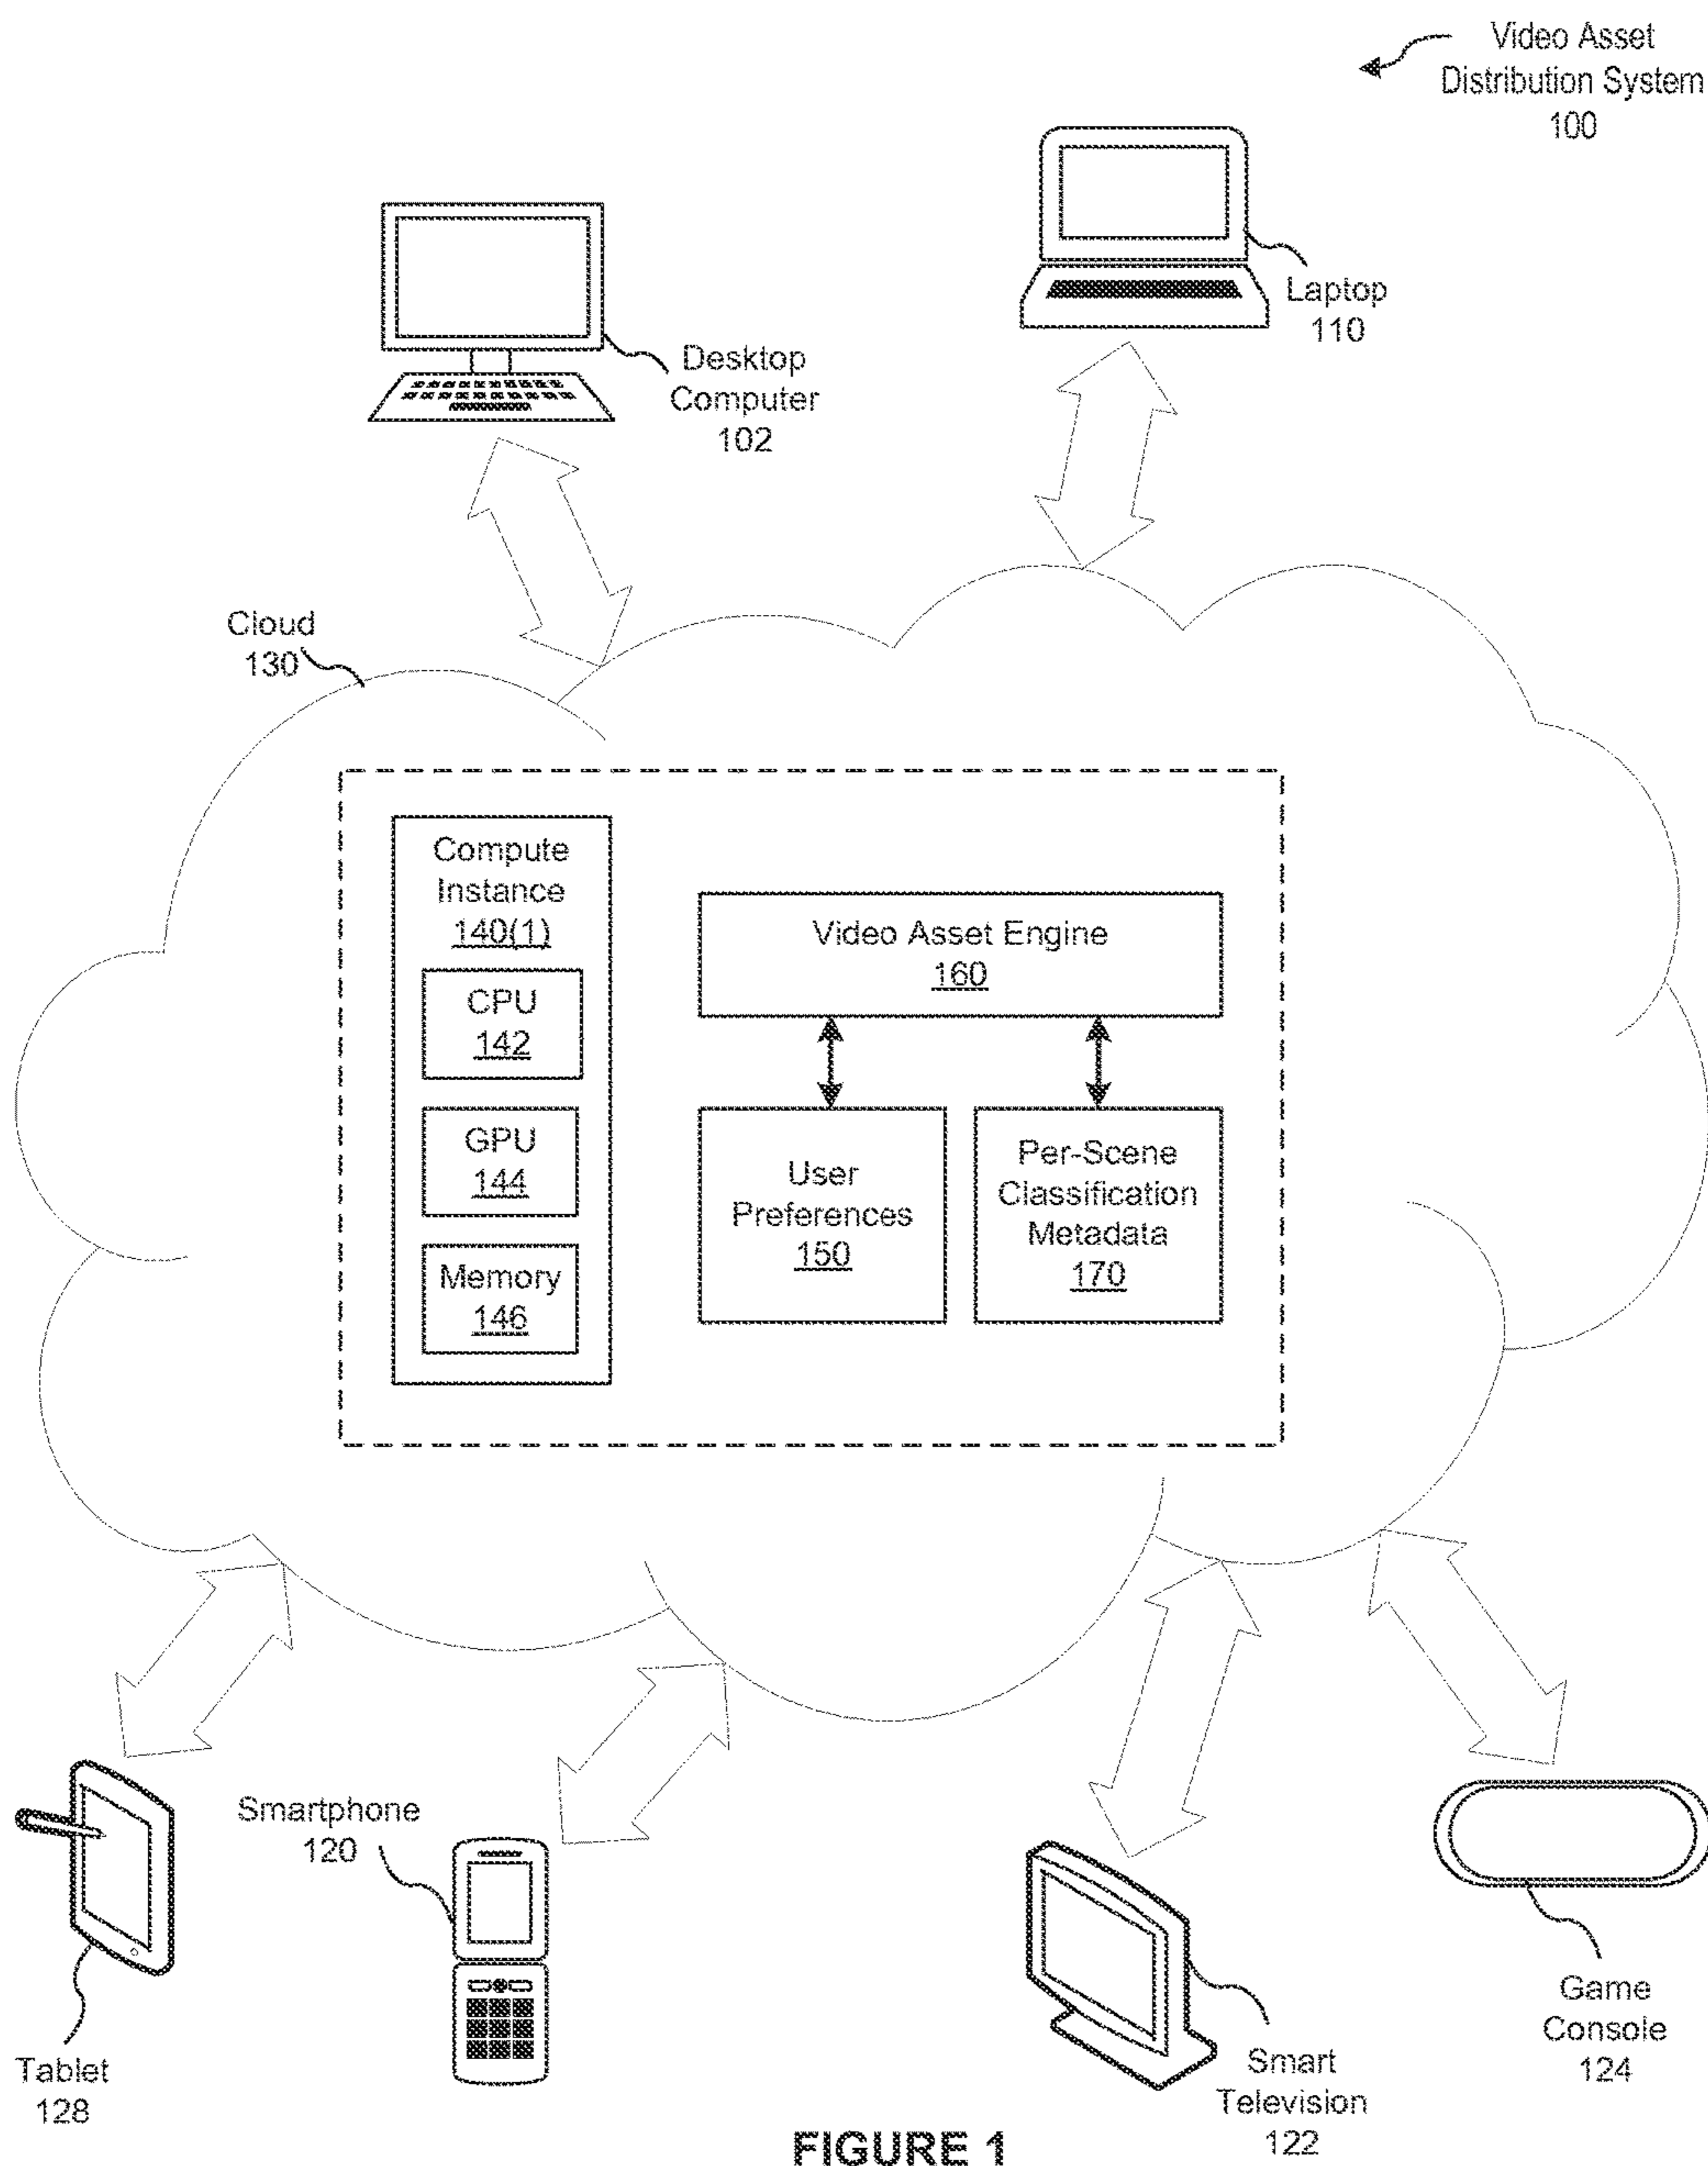 Video Asset
Distribution System
100
Laptop
110
Desktop
Computer
102
Cloud
130
Compute
Instance
140(1)
CPU
142
GPU
144
Memory
146
Video Asset Engine
160
User
Preferences
150
Per-Scene
Classification
Metadata
170
Smartphone
120
Tablet
128
Smart
Television
122
Game
Console
124
FIGURE 1